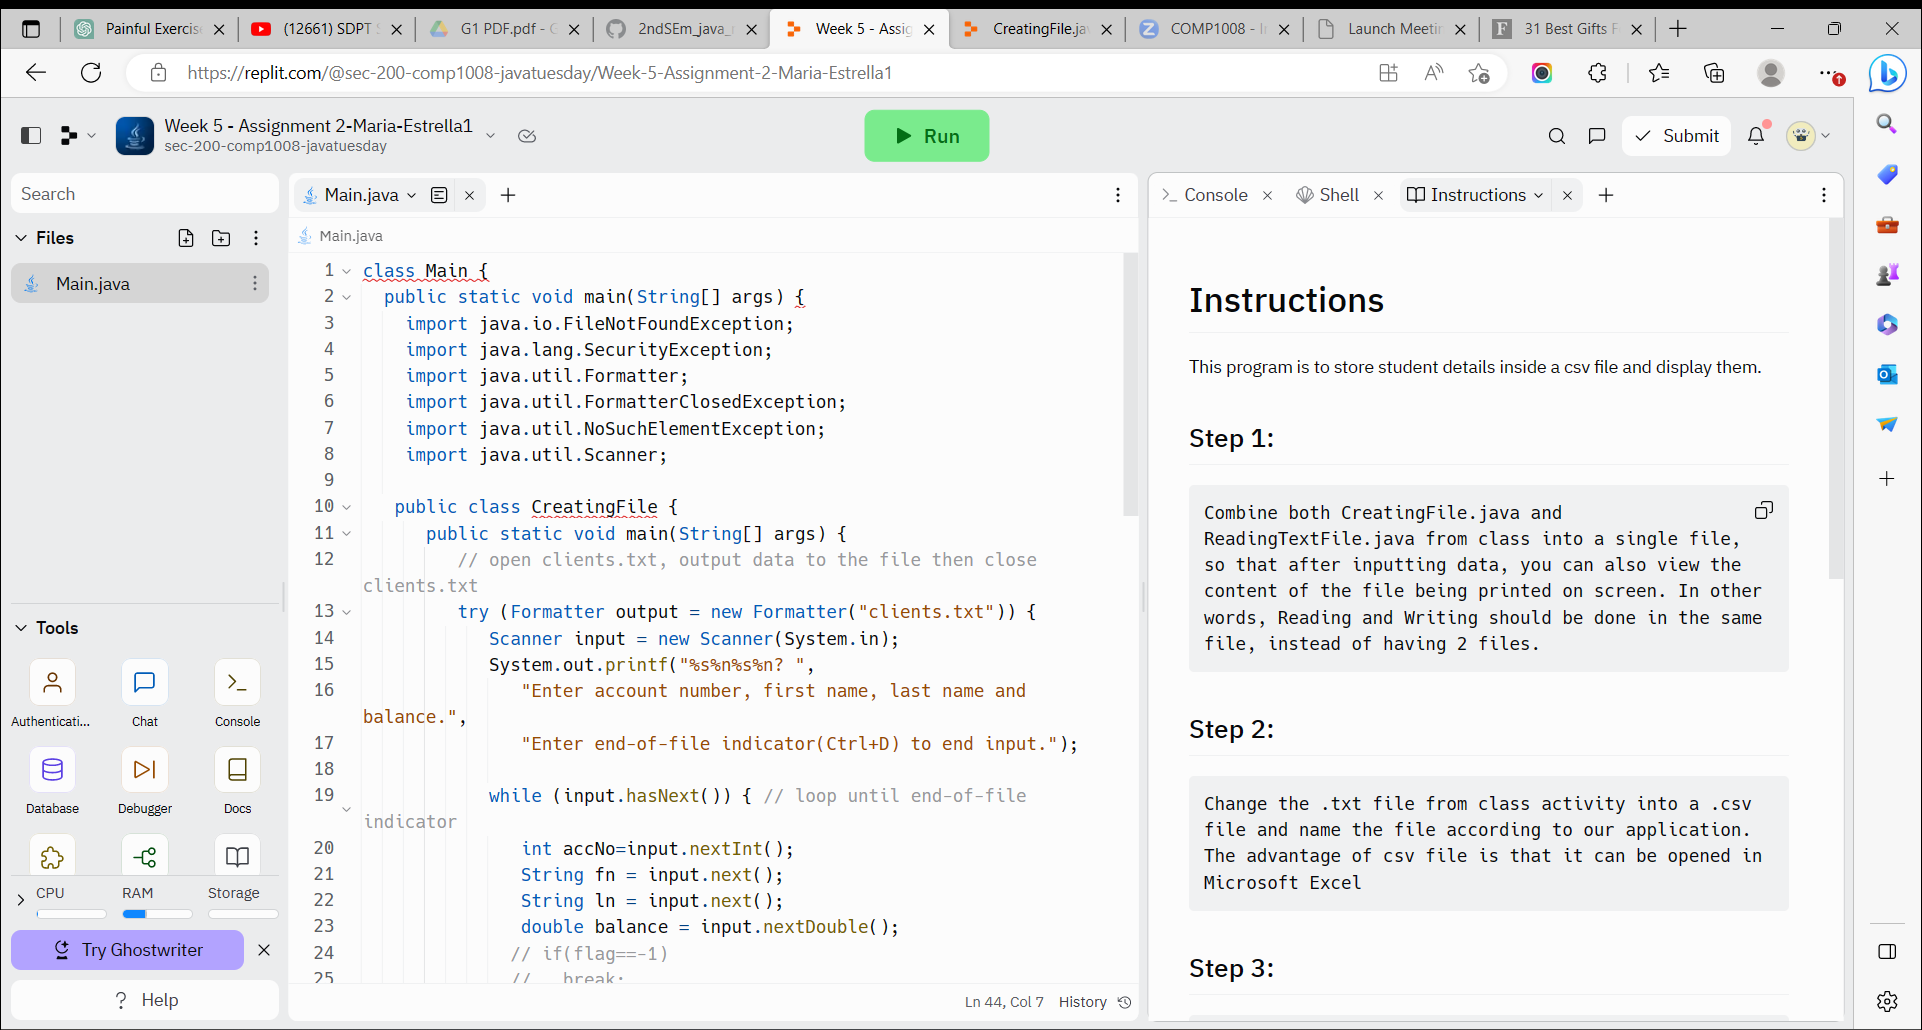 Painful Exercis
(12661) SDPT S
G1 PDF.pdf - G
2ndSEm_java_r
Week 5 - Assig
CreatingFile.ja
COMP1008 - I
Launch Meetin
31 Best Gifts F
https://replit.com/@sec-200-comp1008-javatuesday/Week-5-Assignment-2-Maria-Estrella1
Week 5 - Assignment 2-Maria-Estrella1
sec-200-comp1008-javatuesday
Run
Submit
Search
Files
Main.java
Tools
Authenticati...
Chat
Console
Database
Debugger
Docs
CPU
RAM
Storage
Try Ghostwriter
? Help
Main.java
Main.java
1 class Main {
2 public static void main(String[] args) {
3 import java.io.FileNotFoundException;
4 import java.lang.SecurityException;
5 import java.util.Formatter;
6 import java.util.FormatterClosedException;
7 import java.util.NoSuchElementException;
8 import java.util.Scanner;
9
10 public class CreatingFile {
11 public static void main(String[] args) {
12 // open clients.txt, output data to the file then close
clients.txt
13 try (Formatter output = new Formatter("clients.txt")) {
14 Scanner input = new Scanner(System.in);
15 System.out.printf("%s%n%s%n? ",
16 "Enter account number, first name, last name and
balance.",
17 "Enter end-of-file indicator(Ctrl+D) to end input.");
18
19 while (input.hasNext()) { // loop until end-of-file
indicator
20 int accNo=input.nextInt();
21 String fn = input.next();
22 String ln = input.next();
23 double balance = input.nextDouble();
24 // if(flag==-1)
25 // break;
Ln 44, Col 7 History
Console
Shell
Instructions
Instructions
This program is to store student details inside a csv file and display them.
Step 1:
Combine both CreatingFile.java and
ReadingTextFile.java from class into a single file,
so that after inputting data, you can also view the
content of the file being printed on screen. In other
words, Reading and Writing should be done in the same
file, instead of having 2 files.
Step 2:
Change the .txt file from class activity into a .csv
file and name the file according to our application.
The advantage of csv file is that it can be opened in
Microsoft Excel
Step 3: